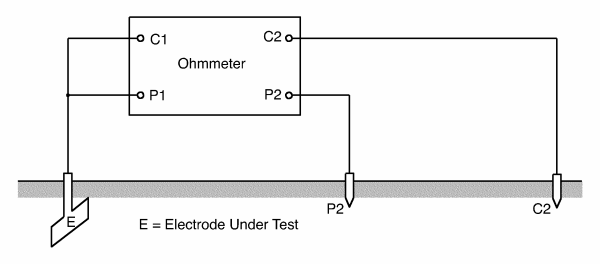 C1 C2
Ohmmeter
P1 P2
E P2 C2
E = Electrode Under Test